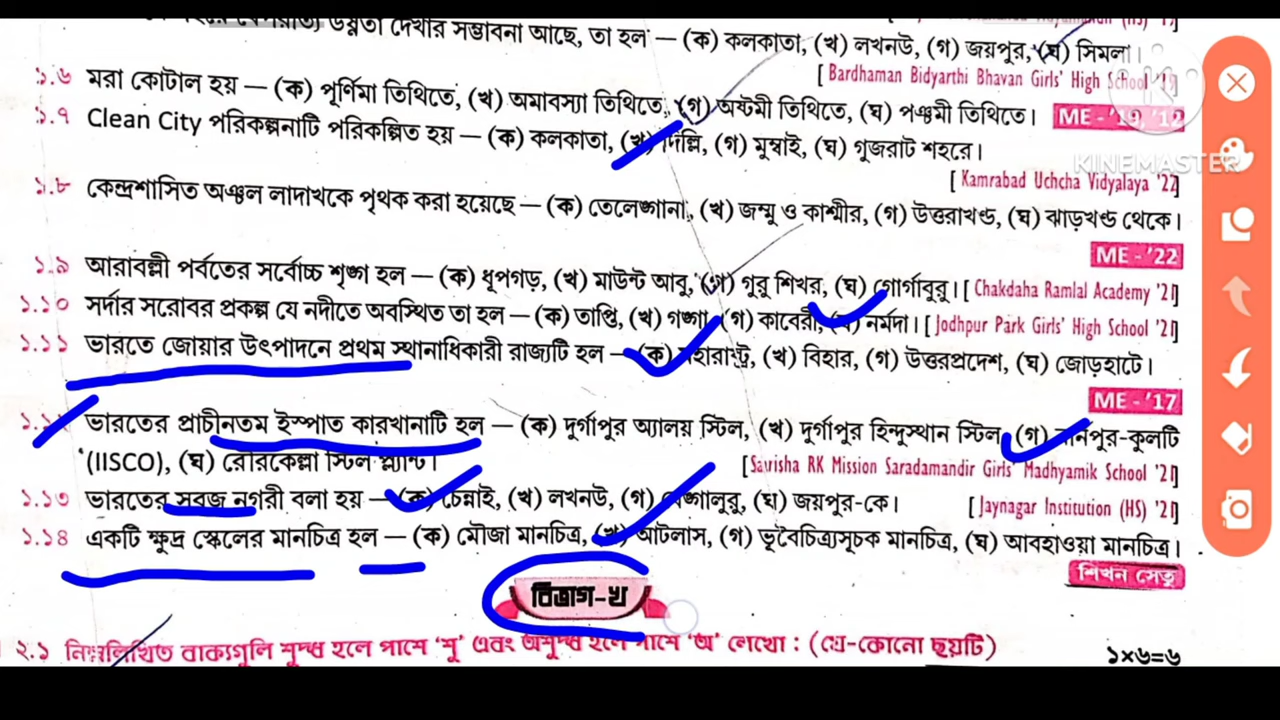 উষ্ণতা দেখার সম্ভাবনা আছে, তা হল — (ক) কলকাতা, (খ) লখনউ, (গ) জয়পুর, (ঘ) সিমলা।
[ Bardhaman Bidyarthi Bhavan Girls' High School '19 ]
১.৬ মরা কোটাল হয় — (ক) পূর্ণিমা তিথিতে, (খ) অমাবস্যা তিথিতে, (গ) অষ্টমী তিথিতে, (ঘ) পঞ্চমী তিথিতে। ME - '19, '12
১.৭ Clean City পরিকল্পনাটি পরিকল্পিত হয় — (ক) কলকাতা, (খ) দিল্লি, (গ) মুম্বাই, (ঘ) গুজরাট শহরে।
KINEMASTER
[ Kamrabad Uchcha Vidyalaya '22]
১.৮ কেন্দ্রশাসিত অঞ্চল লাদাখকে পৃথক করা হয়েছে — (ক) তেলেঙ্গানা, (খ) জম্মু ও কাশ্মীর, (গ) উত্তরাখণ্ড, (ঘ) ঝাড়খণ্ড থেকে।
ME - '22
১.৯ আরাবল্লী পর্বতের সর্বোচ্চ শৃঙ্গ হল — (ক) ধূপগড়, (খ) মাউন্ট আবু, (গ) গুরু শিখর, (ঘ) গোর্গাবুরু। [ Chakdaha Ramlal Academy '21]
১.১০ সর্দার সরোবর প্রকল্প যে নদীতে অবস্থিত তা হল — (ক) তাপ্তি, (খ) গঙ্গা, (গ) কাবেরী, (ঘ) নর্মদা। [ Jodhpur Park Girls' High School '21]
১.১১ ভারতে জোয়ার উৎপাদনে প্রথম স্থানাধিকারী রাজ্যটি হল — (ক) মহারাষ্ট্র, (খ) বিহার, (গ) উত্তরপ্রদেশ, (ঘ) জোড়হাটে।
ME - '17
১.১২ ভারতের প্রাচীনতম ইস্পাত কারখানাটি হল — (ক) দুর্গাপুর অ্যালয় স্টিল, (খ) দুর্গাপুর হিন্দুস্থান স্টিল, (গ) বার্নপুর-কুলটি
(IISCO), (ঘ) রৌরকেল্লা স্টিল প্ল্যান্ট। [Sarisha RK Mission Saradamandir Girls' Madhyamik School '21]
১.১৩ ভারতের সবুজ নগরী বলা হয় — (ক) চেন্নাই, (খ) লখনউ, (গ) বেঙ্গালুরু, (ঘ) জয়পুর-কে। [Jaynagar Institution (HS) '21]
১.১৪ একটি ক্ষুদ্র স্কেলের মানচিত্র হল — (ক) মৌজা মানচিত্র, (খ) আটলাস, (গ) ভূবৈচিত্র্যসূচক মানচিত্র, (ঘ) আবহাওয়া মানচিত্র।
শিখন সেতু
বিভাগ-খ
২.১ নিম্নলিখিত বাক্যগুলি শুদ্ধ হলে পাশে ‘শু’ এবং অশুদ্ধ হলে পাশে ‘অ’ লেখো : (যে-কোনো ছয়টি) ১×৬=৬